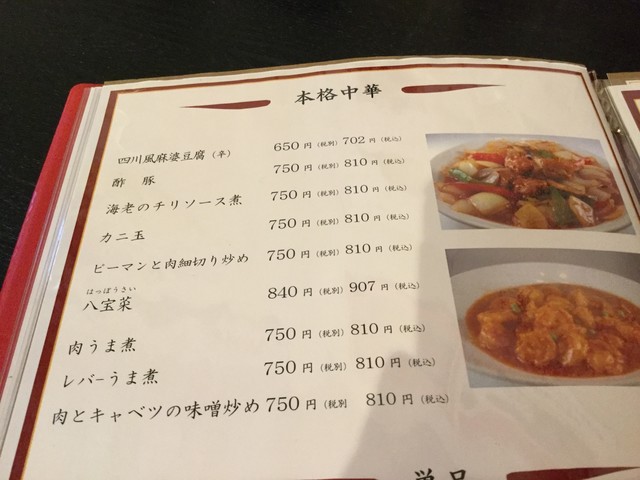 本格中華
四川風麻婆豆腐（辛） 650円（税別）702円（税込）
酢豚 750円（税別）810円（税込）
海老のチリソース煮 750円（税別）810円（税込）
カニ玉 750円（税別）810円（税込）
ピーマンと肉細切り炒め 750円（税別）810円（税込）
はっぽうさい
八宝菜 840円（税別）907円（税込）
肉うま煮 750円（税別）810円（税込）
レバーうま煮 750円（税別）810円（税込）
肉とキャベツの味噌炒め 750円（税別 810円（税込）